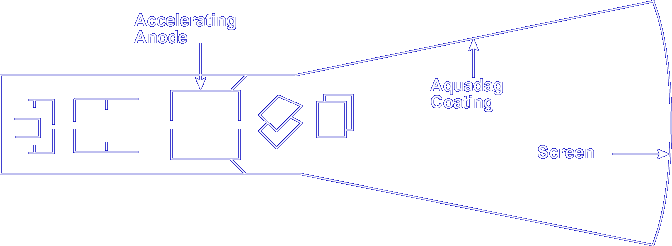 Accelerating
Anode
Aquadag
Coating
Screen